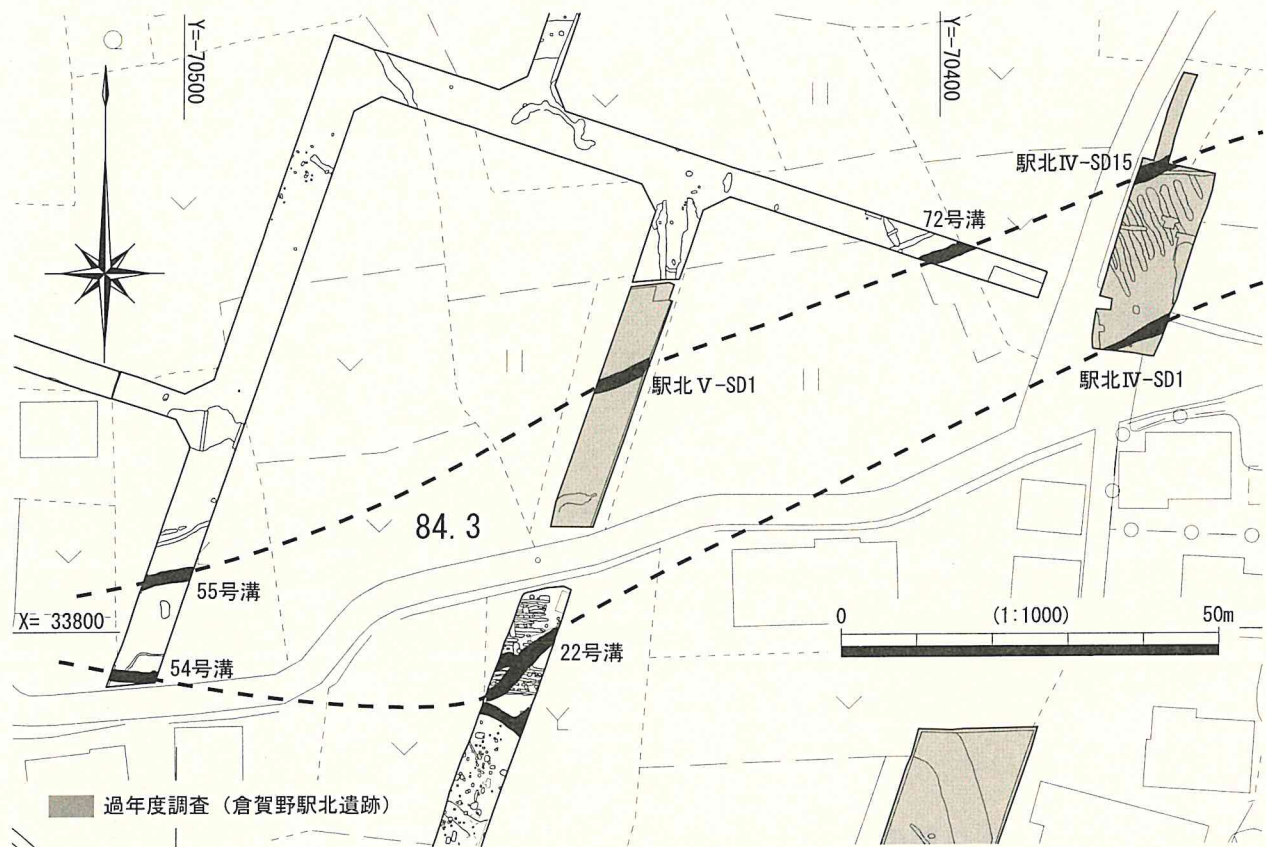 Y=-70500
Y=-70400
駅北Ⅳ-SD15
72号溝
駅北Ⅴ-SD1
駅北Ⅳ-SD1
84.3
55号溝
X= 33800
54号溝
22号溝
0 (1:1000) 50m
過年度調査（倉賀野駅北遺跡）